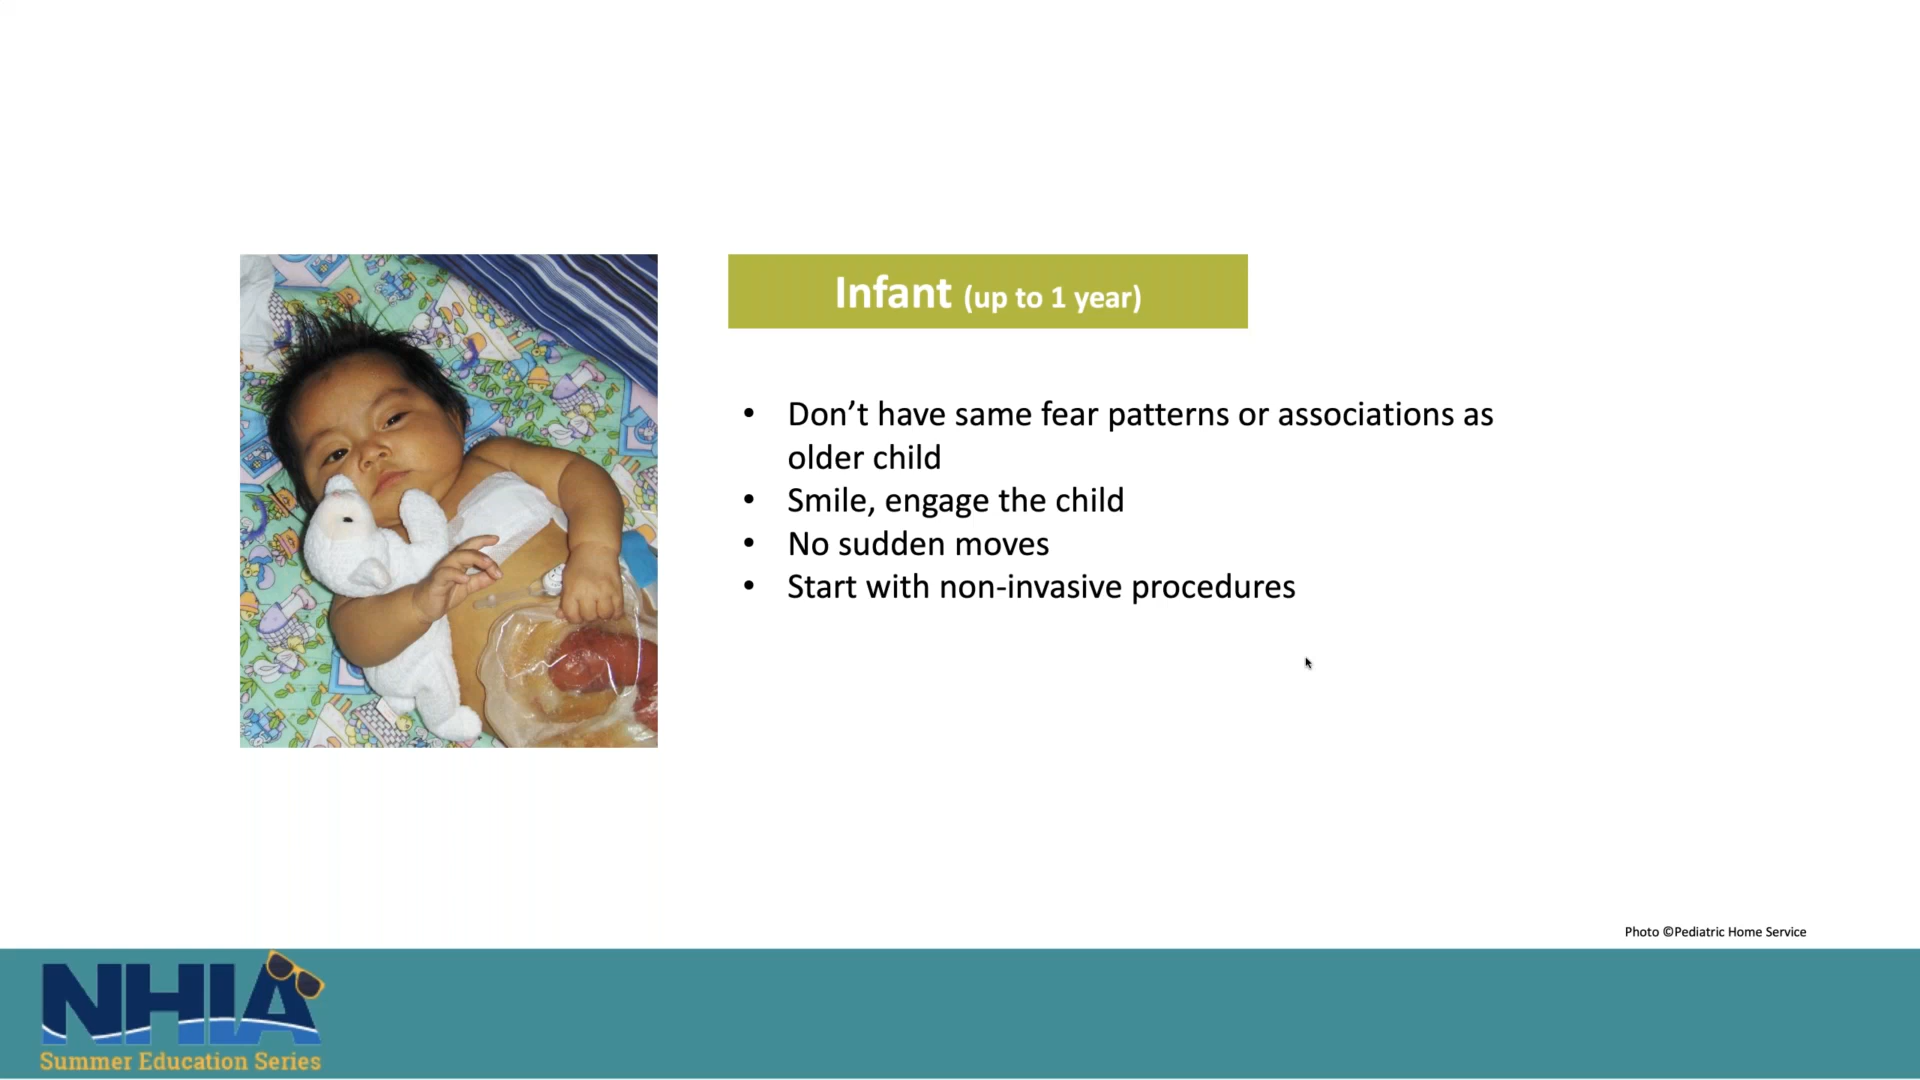 Infant (up to 1 year)
• Don’t have same fear patterns or associations as
older child
• Smile, engage the child
• No sudden moves
• Start with non-invasive procedures
Photo ©Pediatric Home Service
NHIA
Summer Education Series